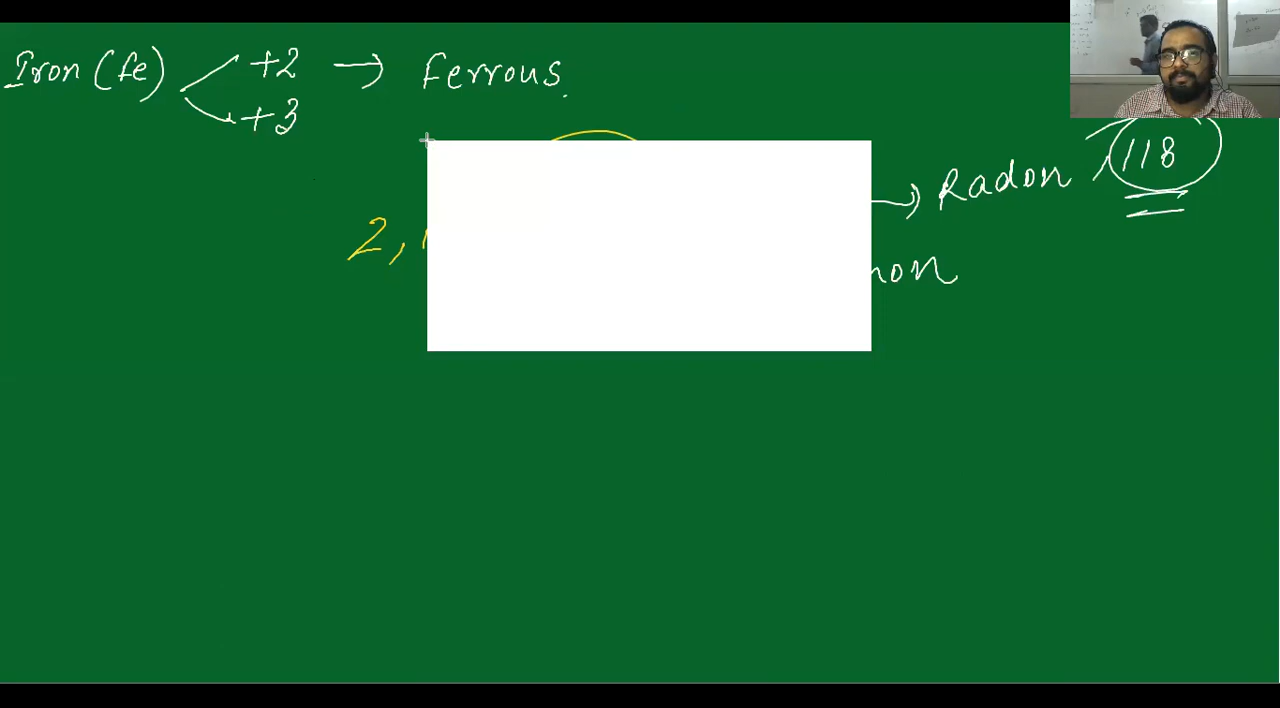 Iron (fe) +2 → Ferrous.
+3
→ Radon 118
2,
non